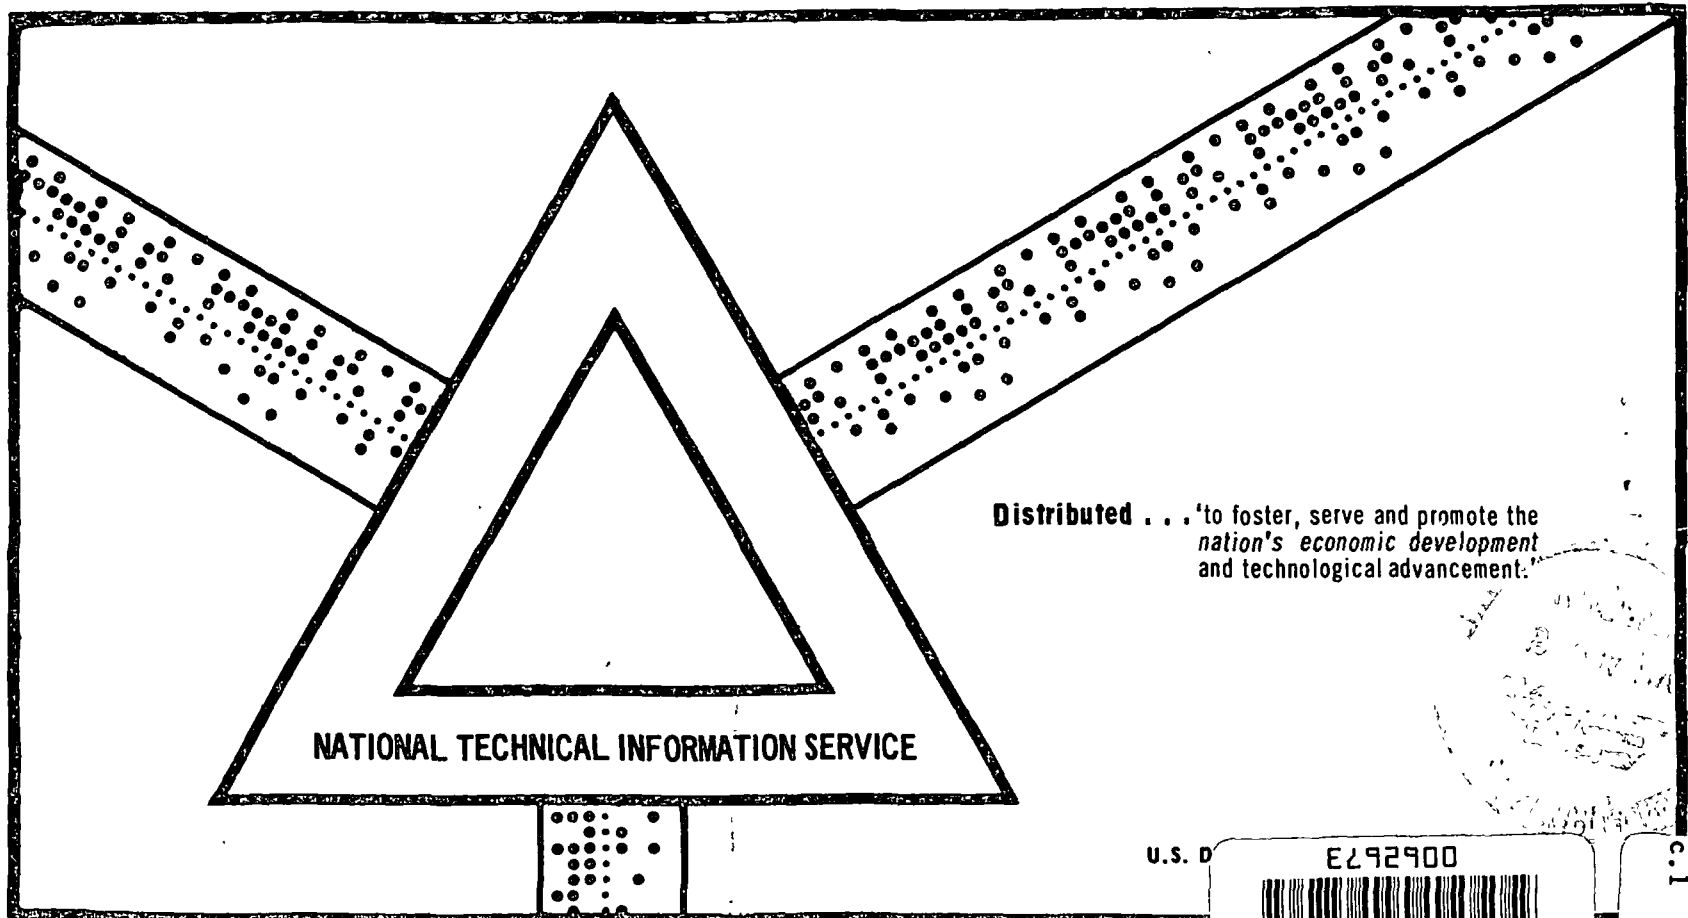 Distributed . . . 'to foster, serve and promote the
nation's economic development
and technological advancement.'
NATIONAL TECHNICAL INFORMATION SERVICE
U.S. D
C. 1